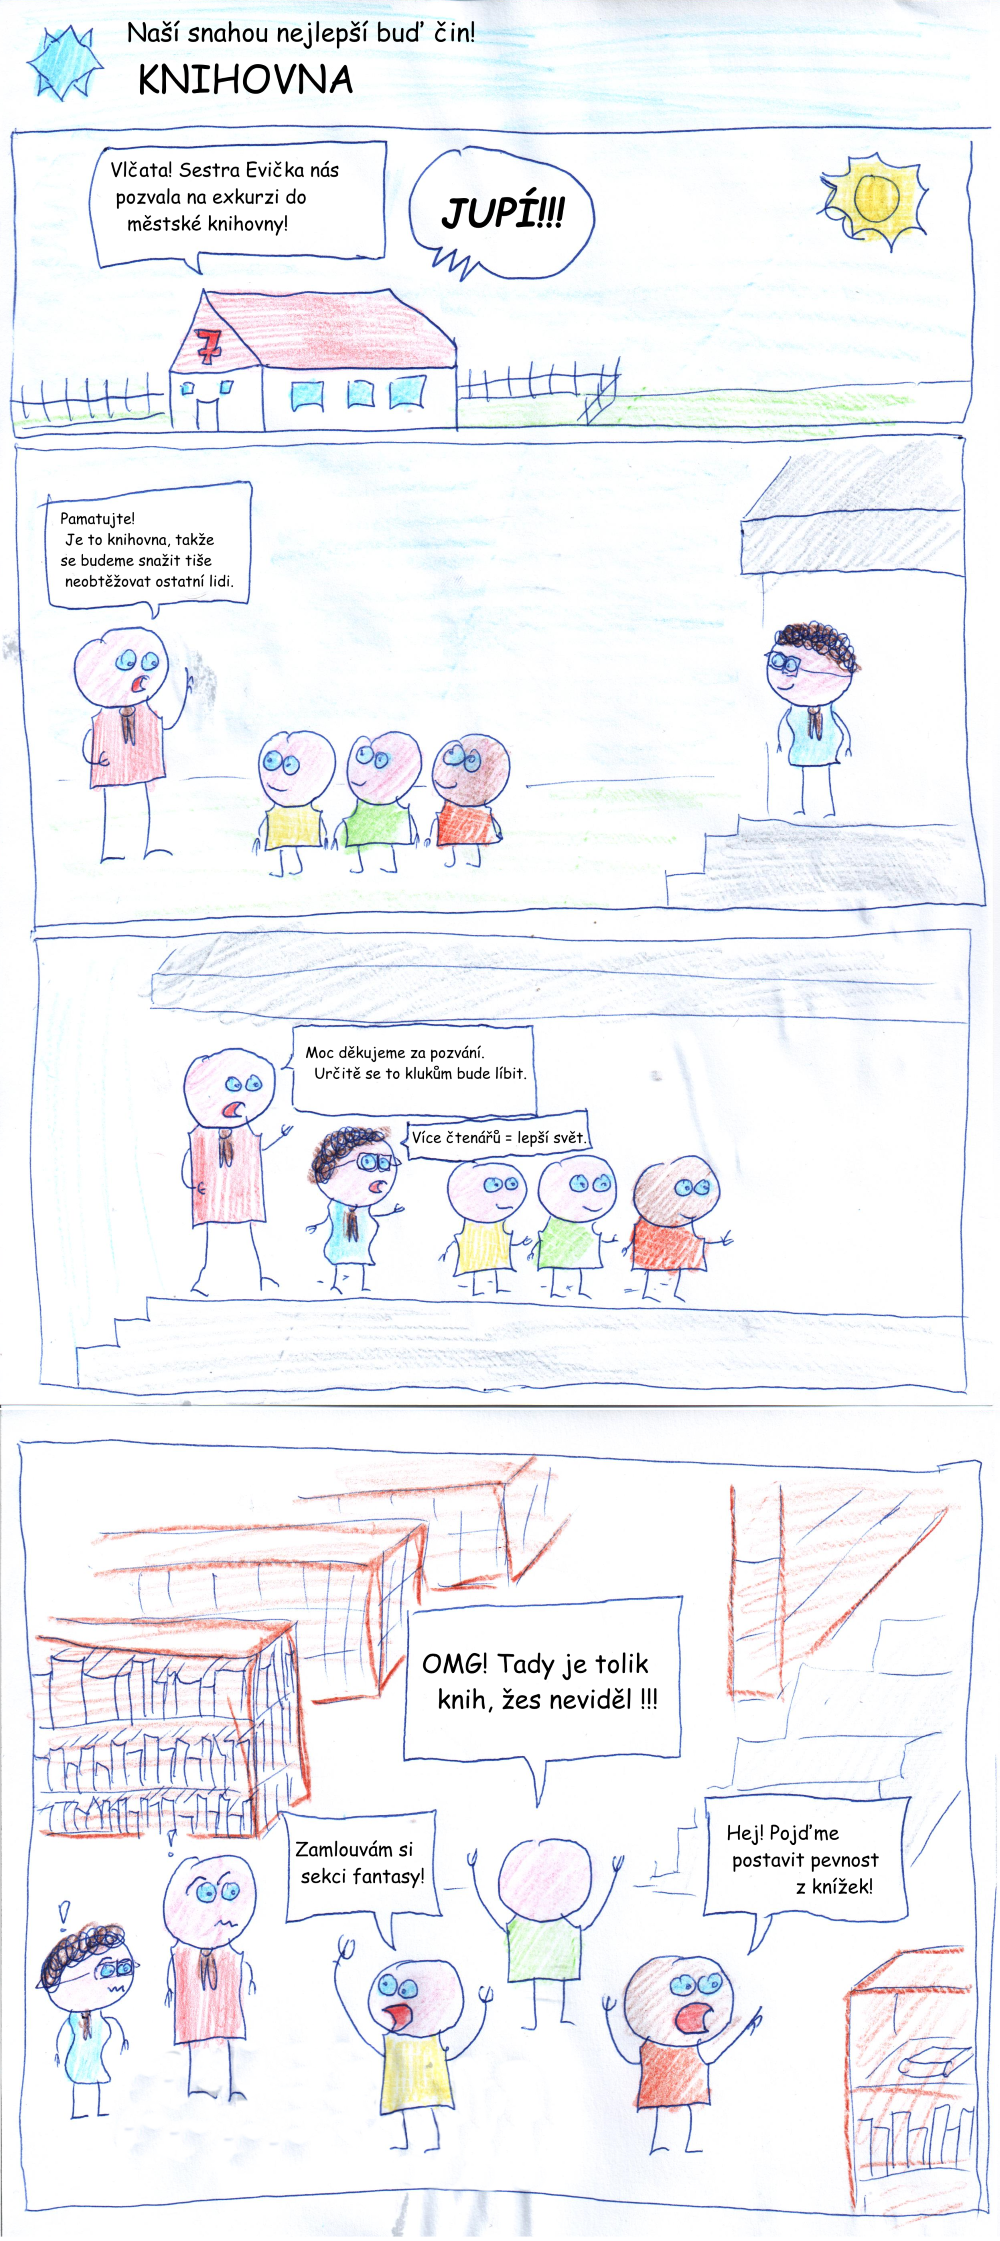 Naší snahou nejlepší buď čin!
KNIHOVNA
Vlčata! Sestra Evička nás
pozvala na exkurzi do
městské knihovny!
JUPÍ!!!
7
Pamatujte!
Je to knihovna, takže
se budeme snažit tiše
neobtěžovat ostatní lidi.
Moc děkujeme za pozvání.
Určitě se to klukům bude líbit.
Více čtenářů = lepší svět.
OMG! Tady je tolik
knih, žes neviděl !!!
Zamlouvám si
sekci fantasy!
Hej! Pojďme
postavit pevnost
z knížek!
!
!